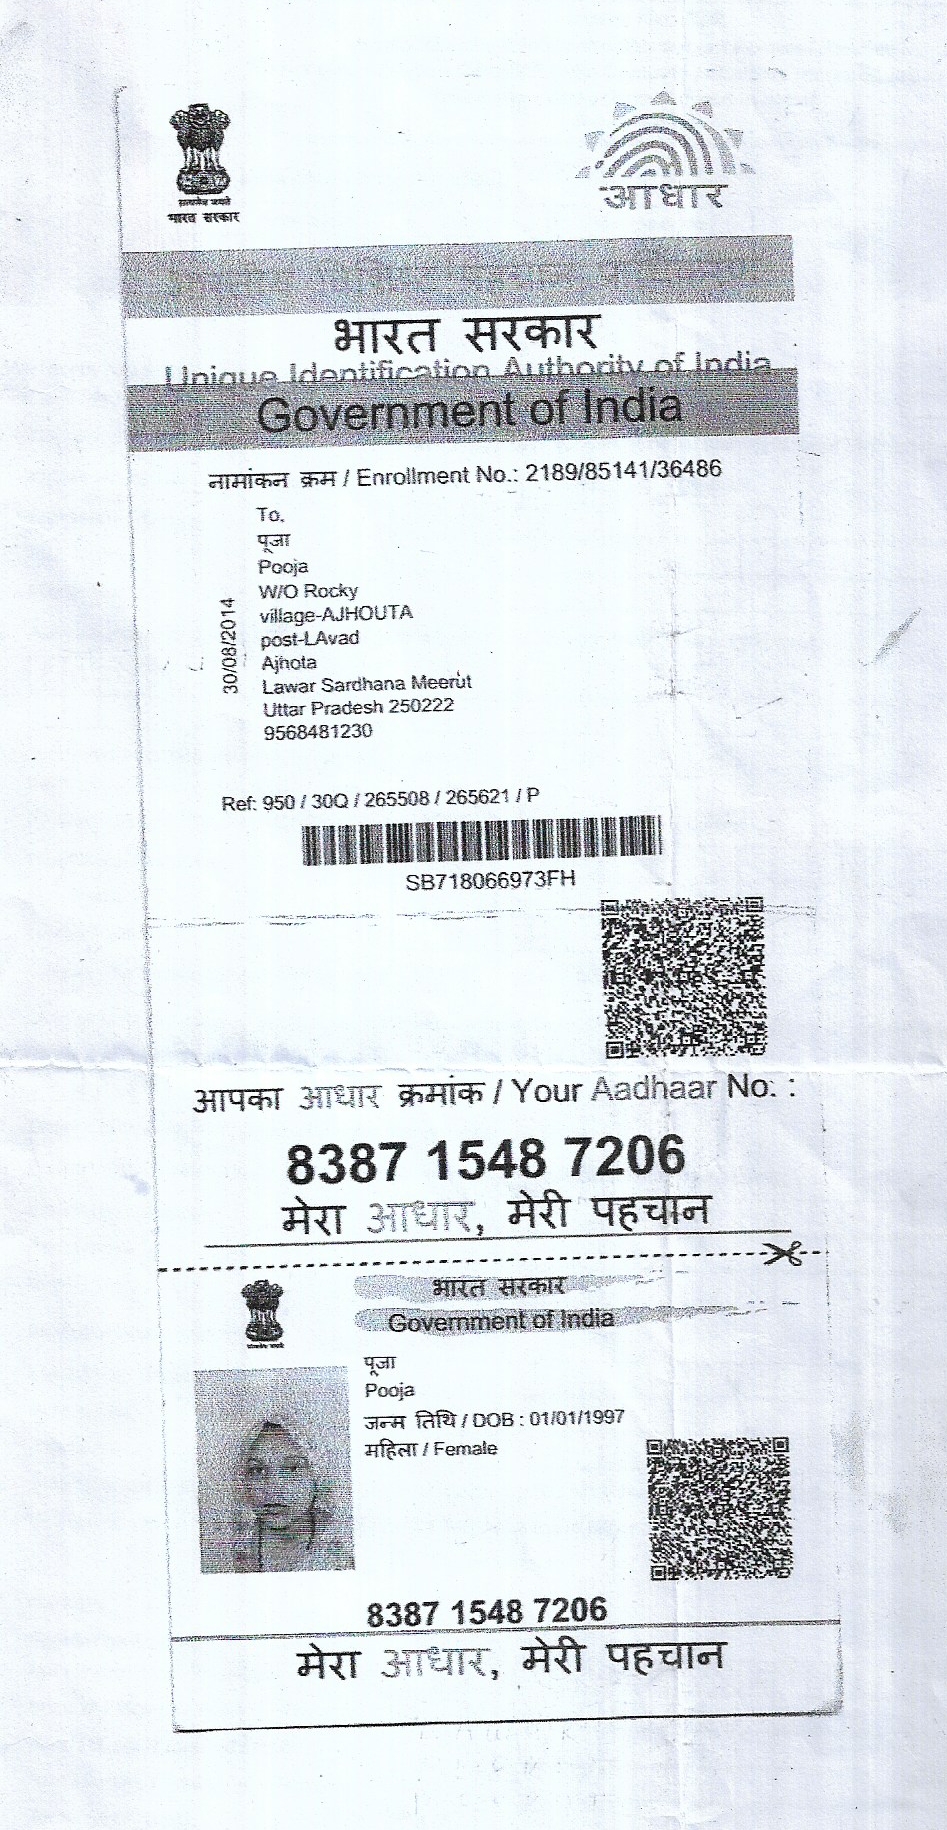 सत्यमेव जयते
भारत सरकार
आधार
भारत सरकार
Unique Identification Authority of India
Government of India
नामांकन क्रम / Enrollment No.: 2189/85141/36486
To,
पूजा
Pooja
W/O Rocky
village-AJHOUTA
post-LAvad
Ajhota
Lawar Sardhana Meerut
Uttar Pradesh 250222
9568481230
30/08/2014
Ref: 950 / 30Q / 265508 / 265621 / P
SB718066973FH
आपका आधार क्रमांक / Your Aadhaar No. :
8387 1548 7206
मेरा आधार, मेरी पहचान
भारत सरकार
Government of India
पूजा
Pooja
जन्म तिथि / DOB : 01/01/1997
महिला / Female
8387 1548 7206
मेरा आधार, मेरी पहचान